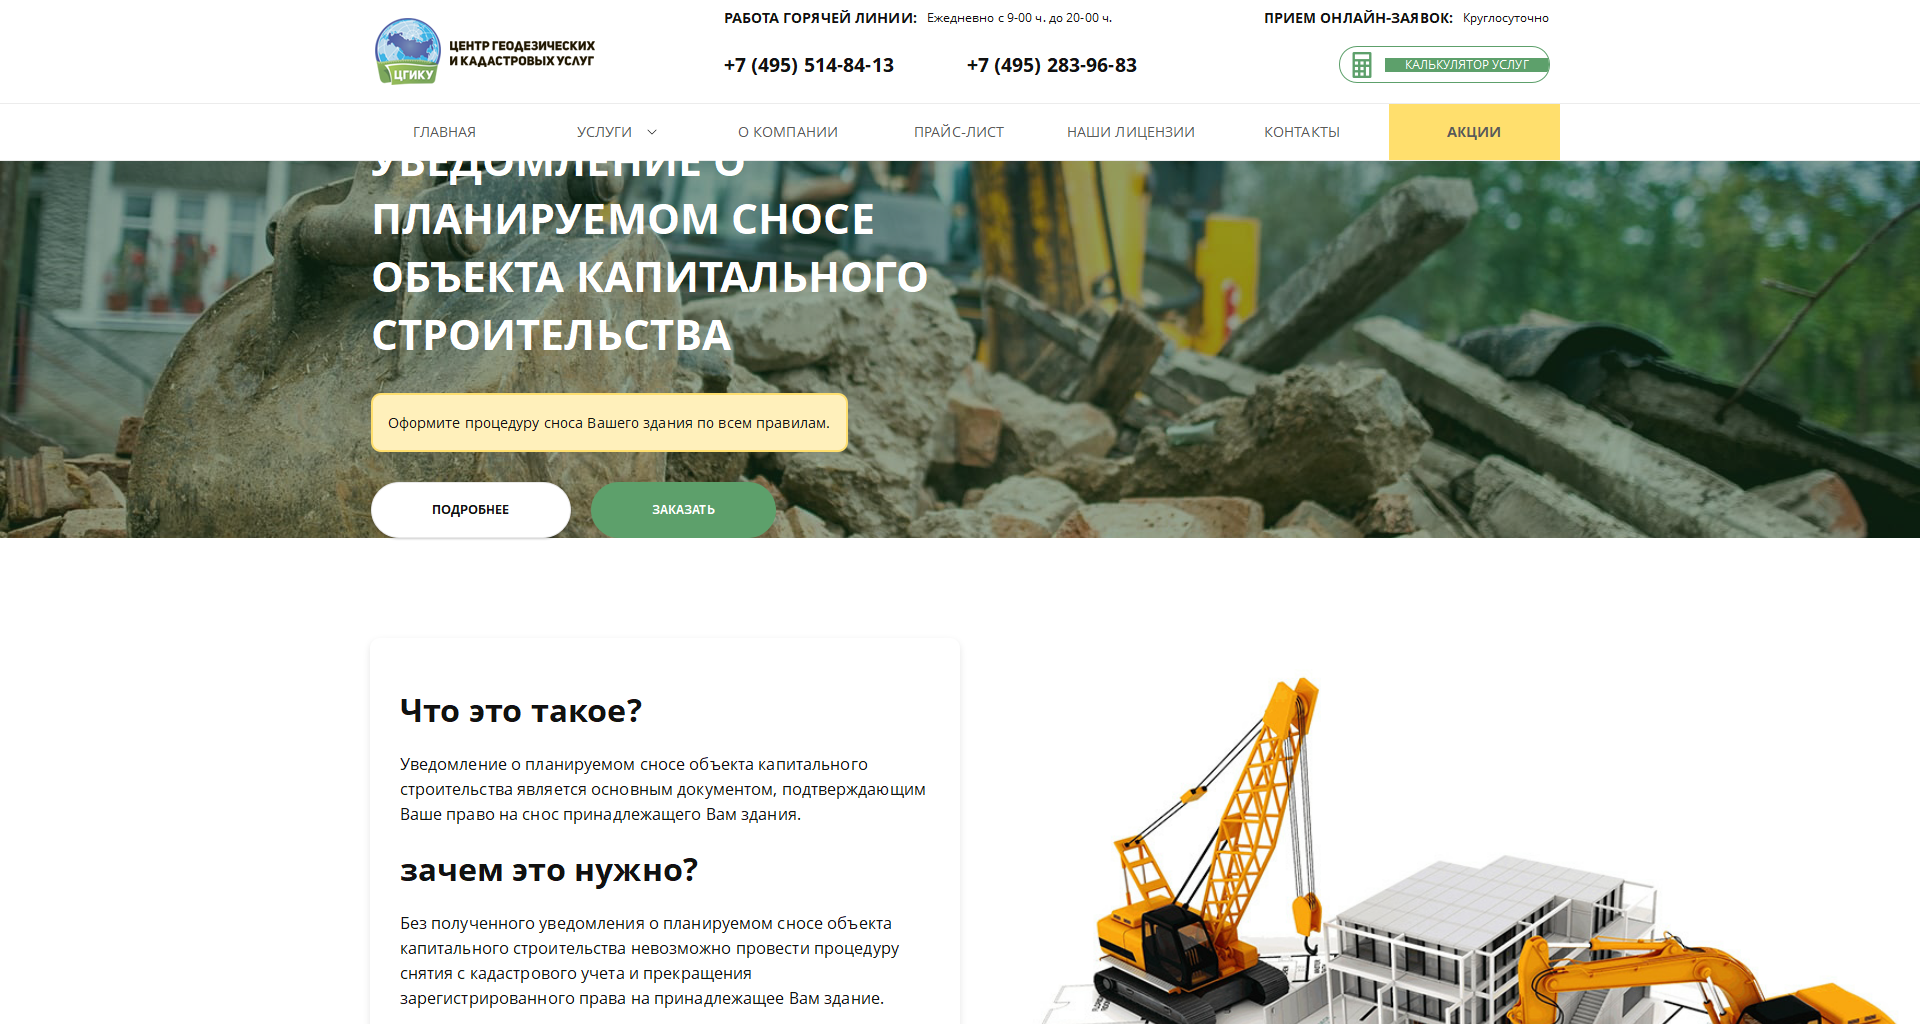 ЦЕНТР ГЕОДЕЗИЧЕСКИХ
И КАДАСТРОВЫХ УСЛУГ
ЦГИКУ
РАБОТА ГОРЯЧЕЙ ЛИНИИ: Ежедневно с 9-00 ч. до 20-00 ч.
ПРИЕМ ОНЛАЙН-ЗАЯВОК: Круглосуточно
+7 (495) 514-84-13
+7 (495) 283-96-83
КАЛЬКУЛЯТОР УСЛУГ
ГЛАВНАЯ
УСЛУГИ
О КОМПАНИИ
ПРАЙС-ЛИСТ
НАШИ ЛИЦЕНЗИИ
КОНТАКТЫ
АКЦИИ
УВЕДОМЛЕНИЕ О
ПЛАНИРУЕМОМ СНОСЕ
ОБЪЕКТА КАПИТАЛЬНОГО
СТРОИТЕЛЬСТВА
Оформите процедуру сноса Вашего здания по всем правилам.
ПОДРОБНЕЕ
ЗАКАЗАТЬ
Что это такое?
Уведомление о планируемом сносе объекта капитального
строительства является основным документом, подтверждающим
Ваше право на снос принадлежащего Вам здания.
зачем это нужно?
Без полученного уведомления о планируемом сносе объекта
капитального строительства невозможно провести процедуру
снятия с кадастрового учета и прекращения
зарегистрированного права на принадлежащее Вам здание.